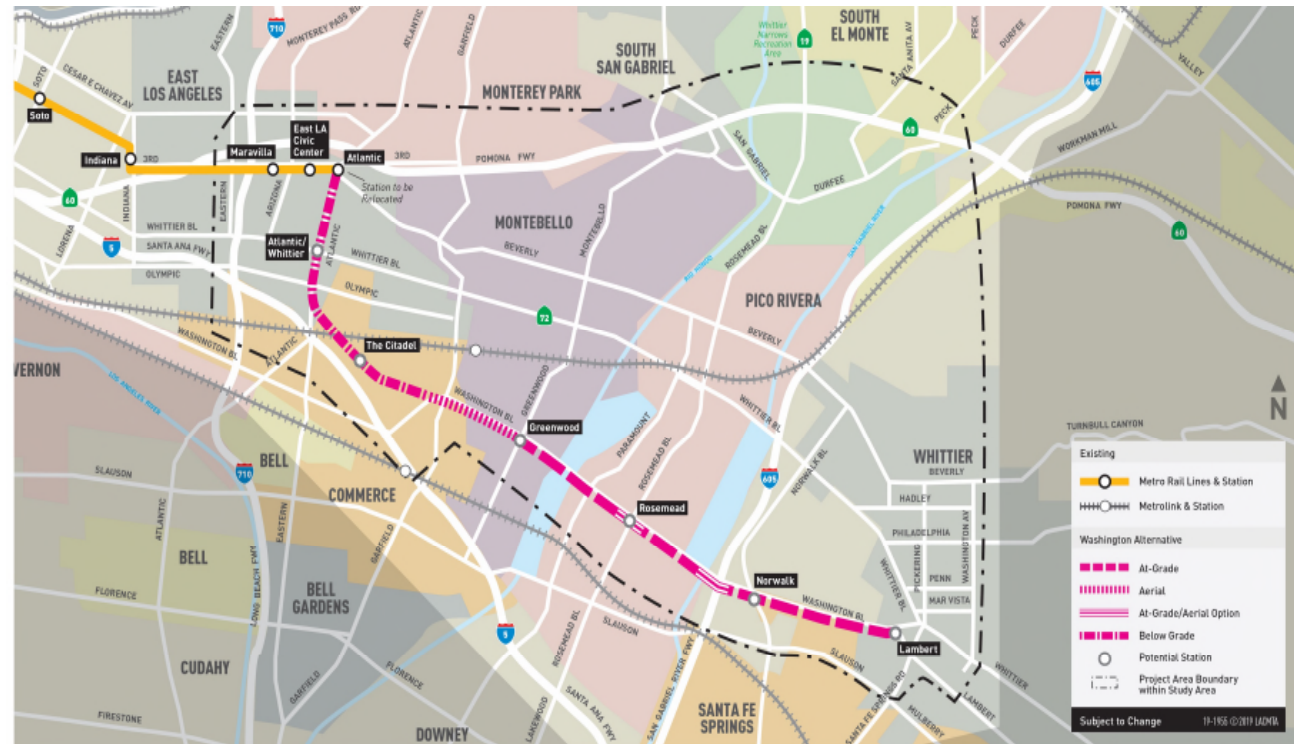 EASTERN
710
MONTEREY PASS RD
ATLANTIC
GARFIELD
Whittier
Narrows
Recreation
Area
19
SOUTH
EL MONTE
SANTA ANITA AV
PECK
DURFEE
SOUTH
SAN GABRIEL
605
VALLEY
SOTO
CESAR E CHAVEZ AV
EAST
LOS ANGELES
MONTEREY PARK
Soto
PECK
60
WORKMAN MILL
East LA
Civic
Center
Maravilla
Atlantic
Indiana
3RD
3RD
POMONA FWY
SAN GABRIEL
DURFEE
Station to be
Relocated
60
INDIANA
EASTERN
ARIZONA
POMONA FWY
60
LORENA
WHITTIER BL
5
SANTA ANA FWY
OLYMPIC
Atlantic/
Whittier
ATLANTIC
WHITTIER BL
OLYMPIC
MONTEBELLO
MONTEBELLO
BEVERLY
RIO HONDO
ROSEMEAD BL
SAN GABRIEL RIVER
PICO RIVERA
72
BEVERLY
WASHINGTON BL
ATLANTIC
The Citadel
VERNON
LOS ANGELES RIVER
WASHINGTON BL
GREENWOOD
Greenwood
PARAMOUNT
ROSEMEAD BL
WHITTIER BL
N
TURNBULL CANYON
BELL
710
SLAUSON
COMMERCE
605
NORWALK BL
WHITTIER
BEVERLY
HADLEY
PHILADELPHIA
PICKERING
WASHINGTON AV
PENN
MAR VISTA
ATLANTIC
EASTERN
GARFIELD
Rosemead
BELL
FLORENCE
LONG BEACH FWY
BELL
GARDENS
Norwalk
WASHINGTON BL
WHITTIER BL
Lambert
5
SLAUSON
SLAUSON
ROSEMEAD BL
WHITTIER
LAMBERT
CUDAHY
GARFIELD
FLORENCE
FIRESTONE
DOWNEY
LAKEWOOD
SANTA ANA FWY
SAN GABRIEL RIVER FWY
SANTA FE
SPRINGS
SANTA FE SPRINGS RD
MULBERRY
Existing
Metro Rail Lines & Station
Metrolink & Station
Washington Alternative
At-Grade
Aerial
At-Grade/Aerial Option
Below Grade
Potential Station
Project Area Boundary
within Study Area
Subject to Change 19-1955 ©2019 LACMTA